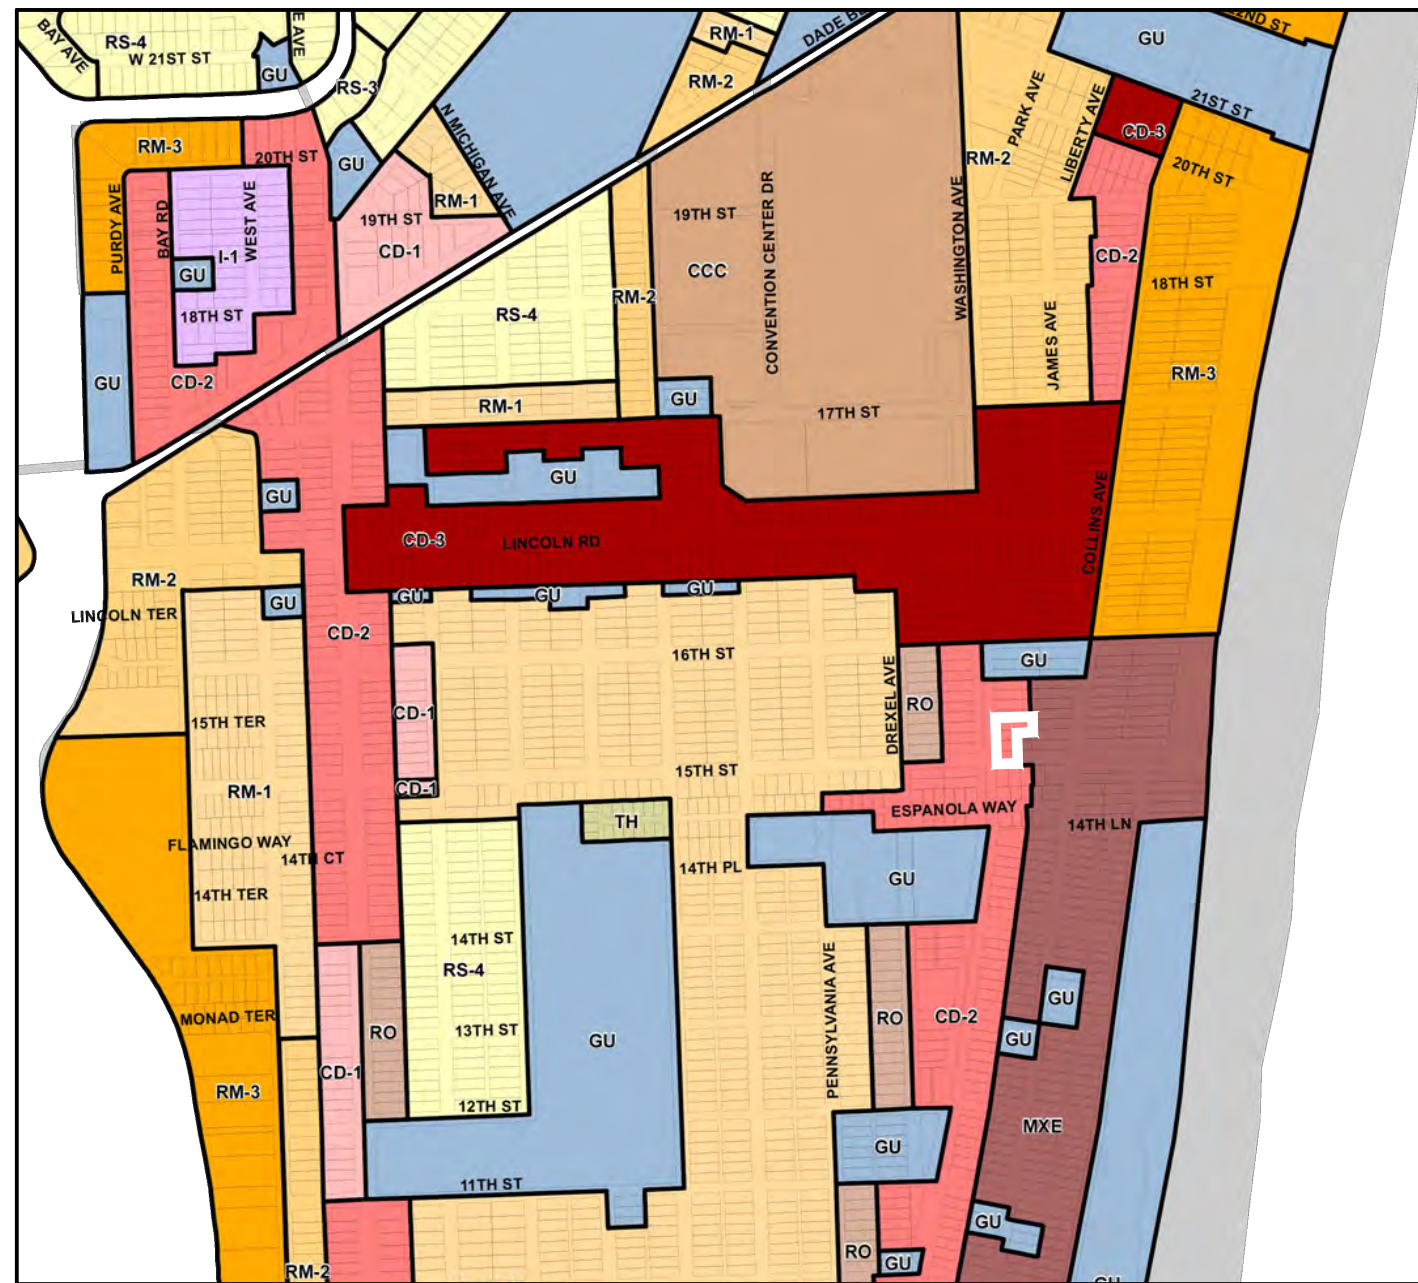 BAY AVE
RS-4
W 21ST ST
E AVE
GU
RS-3
RM-1
DADE B
RM-2
GU
22ND ST
21ST ST
PARK AVE
LIBERTY AVE
CD-3
RM-3
20TH ST
GU
N MICHIGAN AVE
RM-2
20TH ST
PURDY AVE
BAY RD
WEST AVE
I-1
GU
18TH ST
RM-1
19TH ST
CD-1
19TH ST
CONVENTION CENTER DR
CCC
WASHINGTON AVE
CD-2
18TH ST
RM-2
RS-4
JAMES AVE
RM-3
GU
CD-2
RM-1
GU
17TH ST
GU
GU
COLLINS AVE
CD-3
LINCOLN RD
RM-2
LINCOLN TER
GU
GU
GU
GU
CD-2
16TH ST
DREXEL AVE
GU
RO
15TH TER
CD-1
15TH ST
RM-1
CD-1
ESPANOLA WAY
TH
14TH LN
FLAMINGO WAY
14TH CT
14TH PL
GU
14TH TER
14TH ST
RS-4
PENNSYLVANIA AVE
GU
MONAD TER
RO
13TH ST
GU
RO
CD-2
GU
CD-1
RM-3
12TH ST
MXE
GU
11TH ST
GU
RO
GU
RM-2
GU